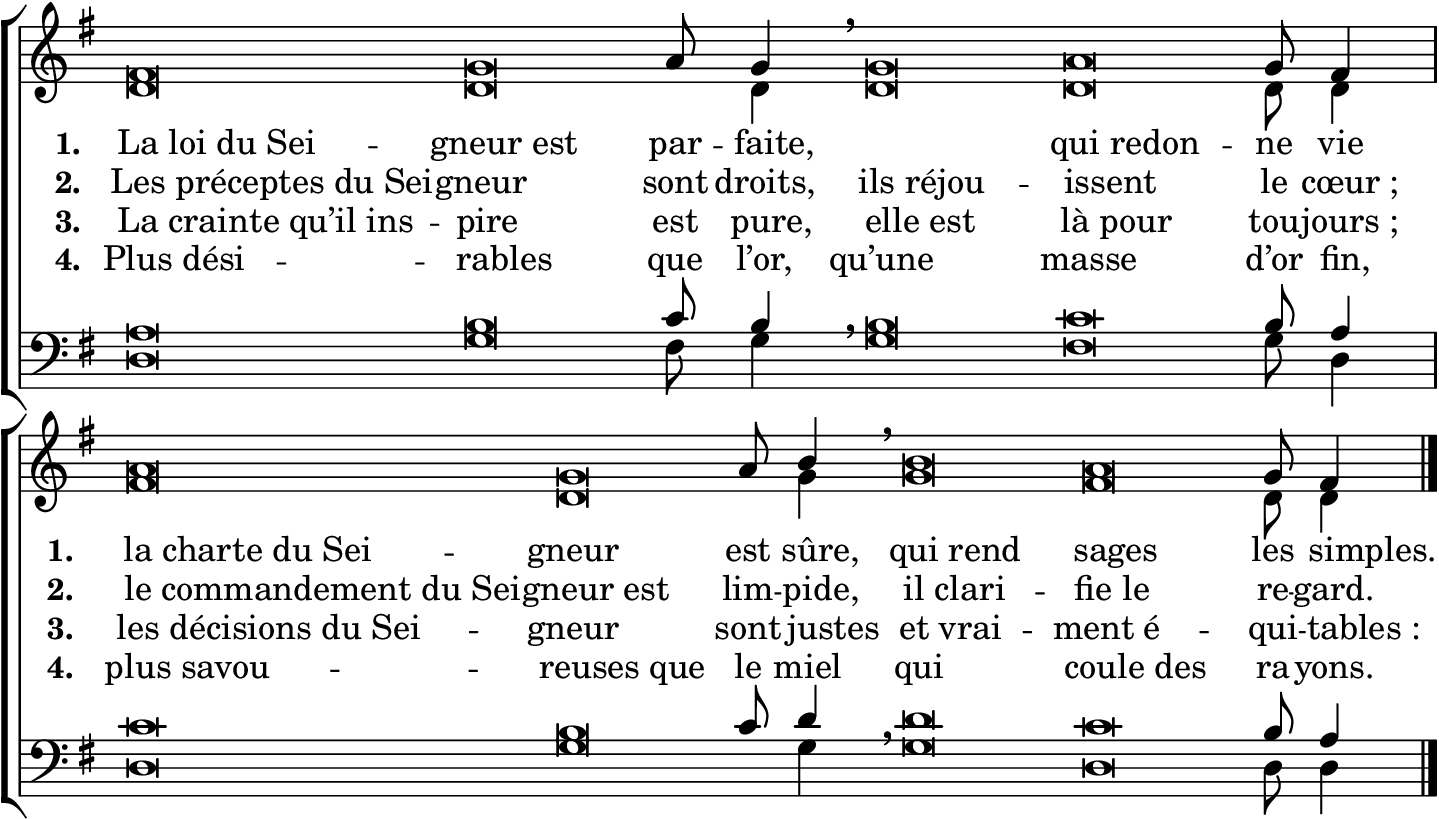 1. La loi du Sei - gneur est par - faite, qui redon - ne vie
2. Les préceptes du Seigneur sont droits, ils réjou - issent le cœur ;
3. La crainte qu’il ins - pire est pure, elle est là pour toujours ;
4. Plus dési - - rables que l’or, qu’une masse d’or fin,
1. la charte du Sei - gneur est sûre, qui rend sages les simples.
2. le commandement du Seigneur est lim - pide, il clari - fie le re - gard.
3. les décisions du Sei - gneur sont justes et vrai - ment é - qui - tables :
4. plus savou - - reuses que le miel qui coule des rayons.